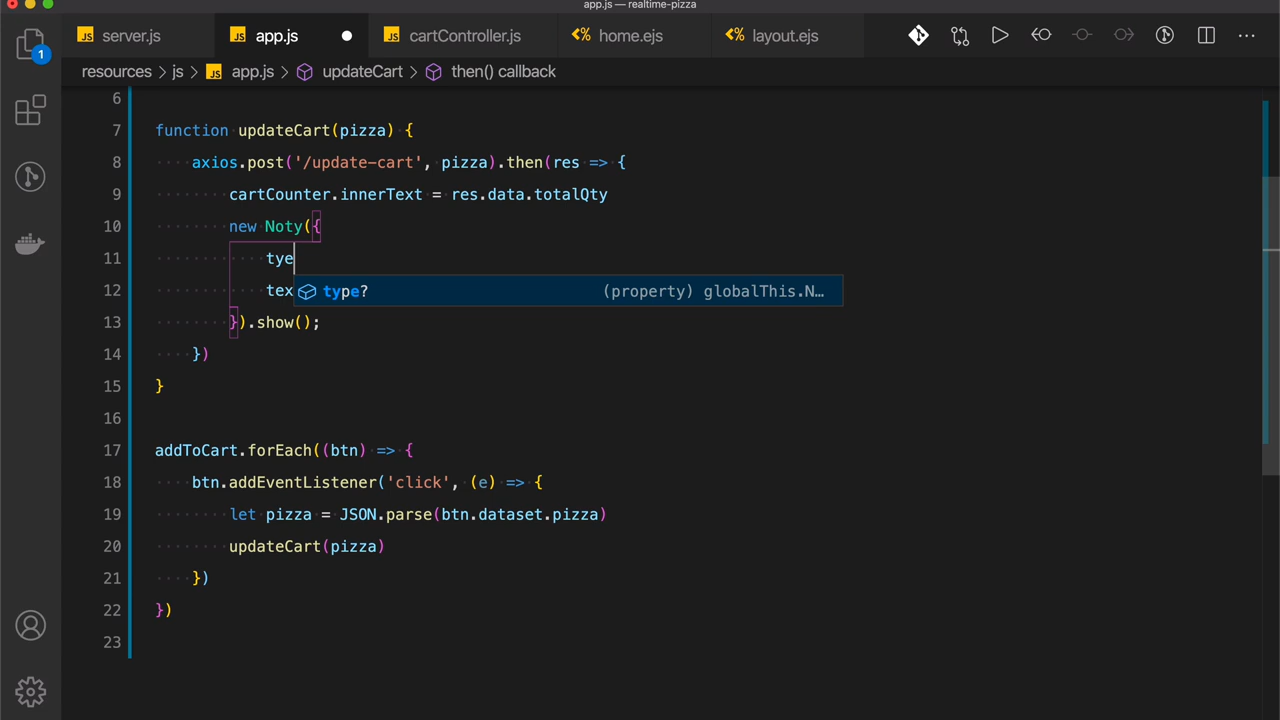 app.js — realtime-pizza
JS server.js JS app.js JS cartController.js home.ejs layout.ejs
resources > js > JS app.js > updateCart > then() callback
1
6
7 function updateCart(pizza) {
8 axios.post('/update-cart', pizza).then(res => {
9 cartCounter.innerText = res.data.totalQty
10 new Noty({
11 tye
type? (property) globalThis.N…
12 tex
13 }).show();
14 })
15 }
16
17 addToCart.forEach((btn) => {
18 btn.addEventListener('click', (e) => {
19 let pizza = JSON.parse(btn.dataset.pizza)
20 updateCart(pizza)
21 })
22 })
23